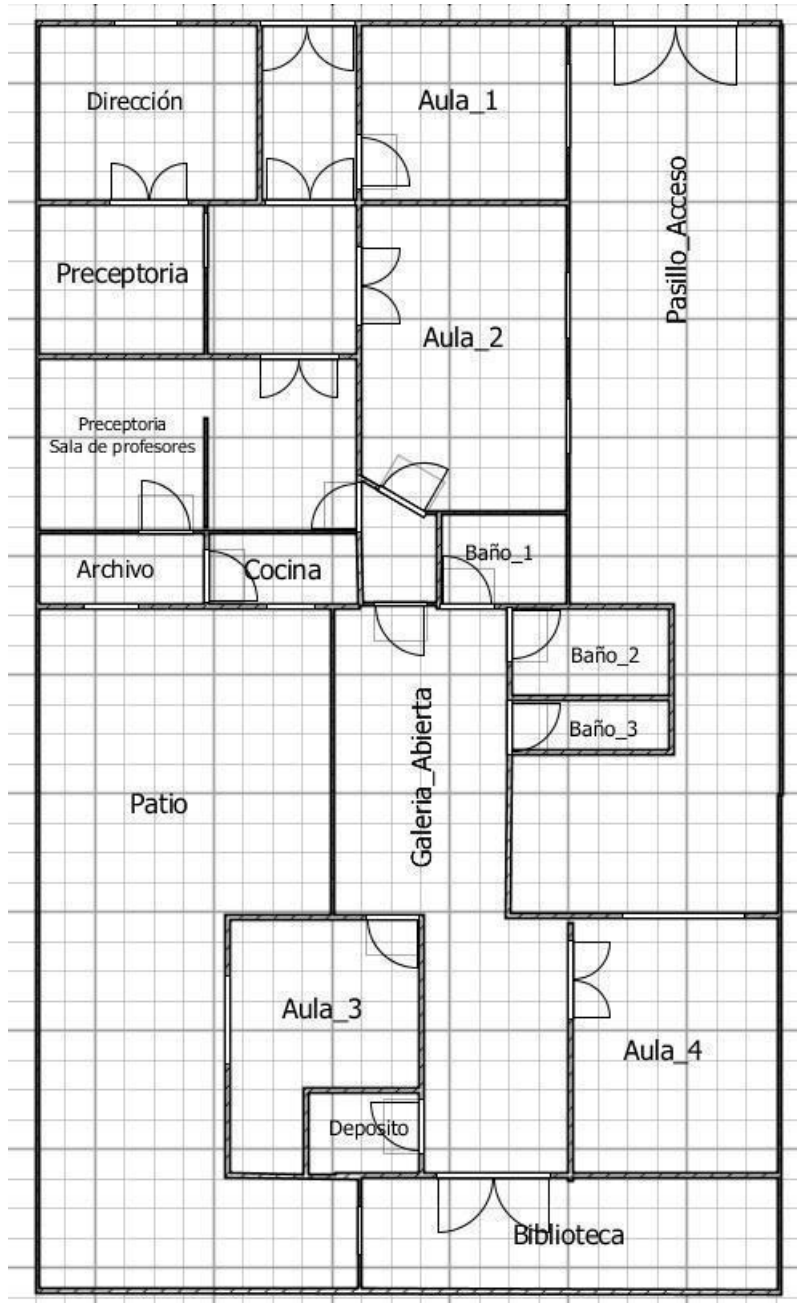 Dirección
Aula_1
Pasillo_Acceso
Preceptoria
Aula_2
Preceptoria
Sala de profesores
Archivo
Cocina
Baño_1
Baño_2
Baño_3
Galeria_Abierta
Patio
Aula_3
Aula_4
Deposito
Biblioteca